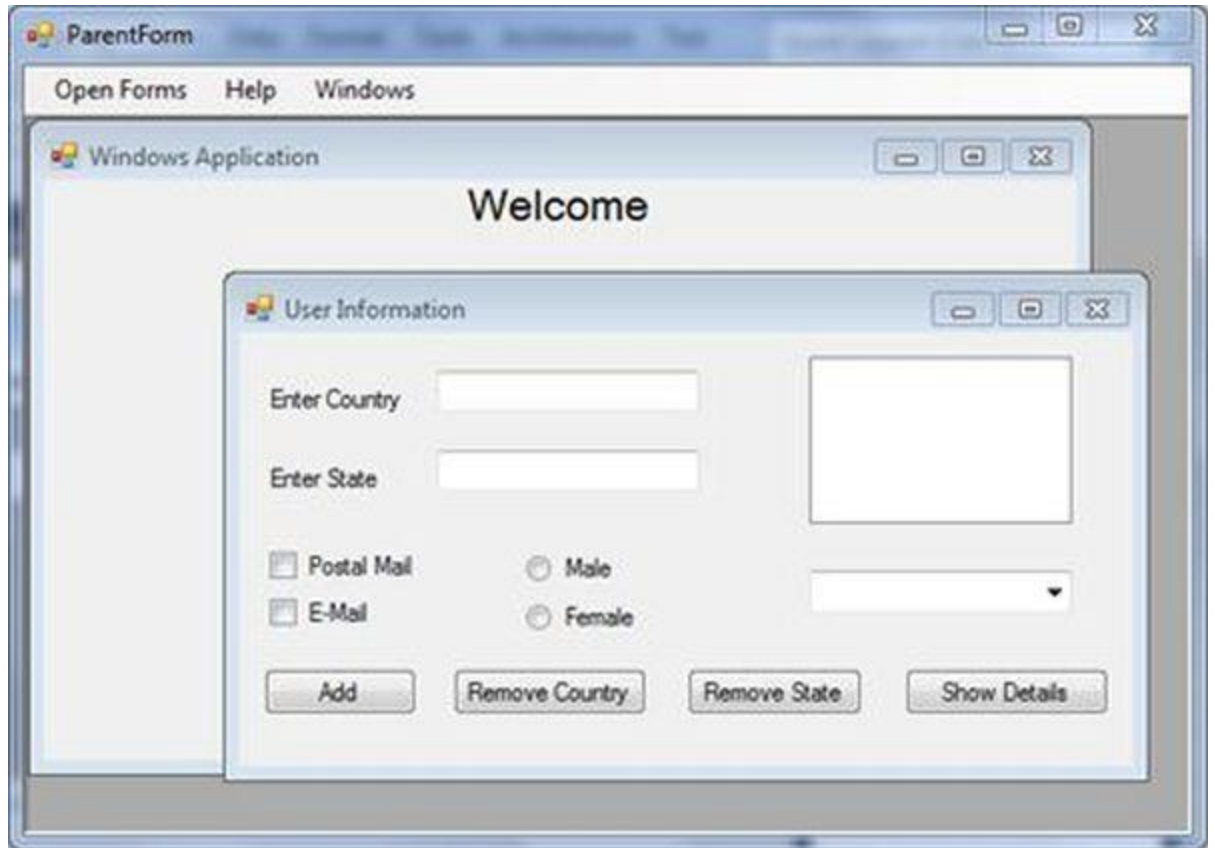 ParentForm
Open Forms Help Windows
Windows Application
Welcome
User Information
Enter Country
Enter State
Postal Mail Male
E-Mail Female
Add Remove Country Remove State Show Details